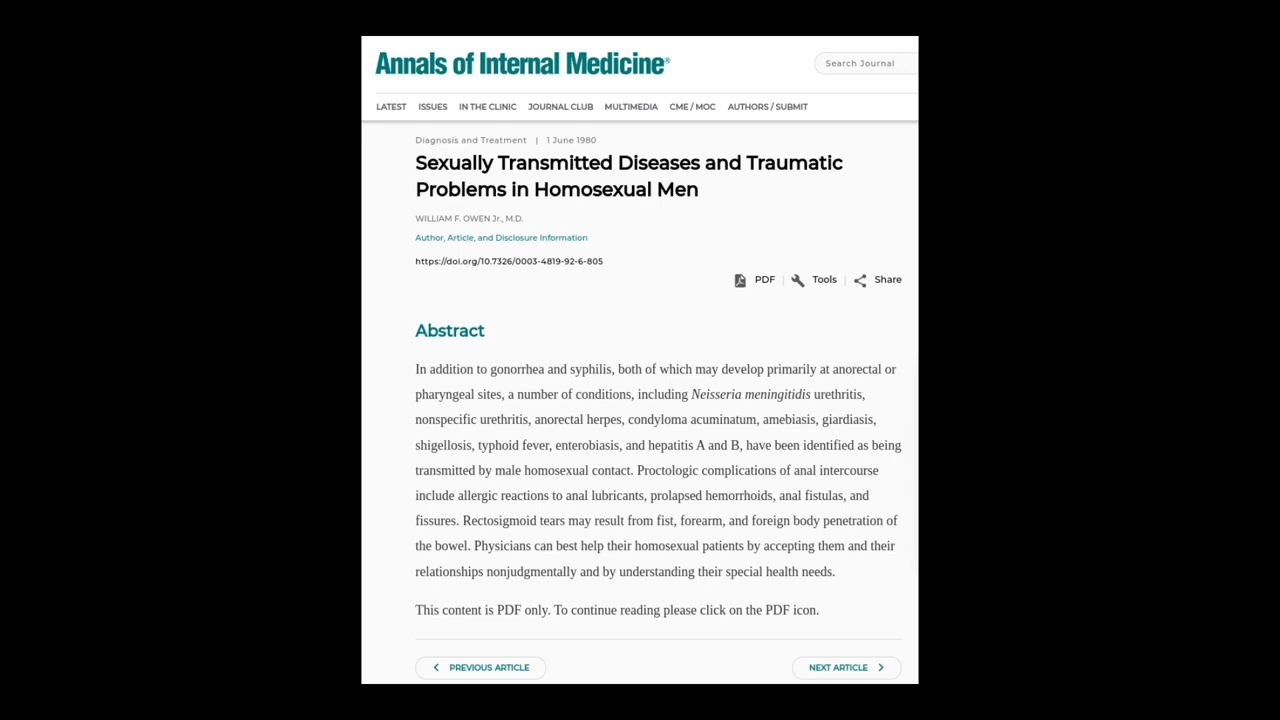 Annals of Internal Medicine®
Search Journal
LATEST ISSUES IN THE CLINIC JOURNAL CLUB MULTIMEDIA CME / MOC AUTHORS / SUBMIT
Diagnosis and Treatment | 1 June 1980
Sexually Transmitted Diseases and Traumatic
Problems in Homosexual Men
WILLIAM F. OWEN Jr., M.D.
Author, Article, and Disclosure Information
https://doi.org/10.7326/0003-4819-92-6-805
PDF | Tools | Share
Abstract
In addition to gonorrhea and syphilis, both of which may develop primarily at anorectal or
pharyngeal sites, a number of conditions, including Neisseria meningitidis urethritis,
nonspecific urethritis, anorectal herpes, condyloma acuminatum, amebiasis, giardiasis,
shigellosis, typhoid fever, enterobiasis, and hepatitis A and B, have been identified as being
transmitted by male homosexual contact. Proctologic complications of anal intercourse
include allergic reactions to anal lubricants, prolapsed hemorrhoids, anal fistulas, and
fissures. Rectosigmoid tears may result from fist, forearm, and foreign body penetration of
the bowel. Physicians can best help their homosexual patients by accepting them and their
relationships nonjudgmentally and by understanding their special health needs.
This content is PDF only. To continue reading please click on the PDF icon.
PREVIOUS ARTICLE NEXT ARTICLE